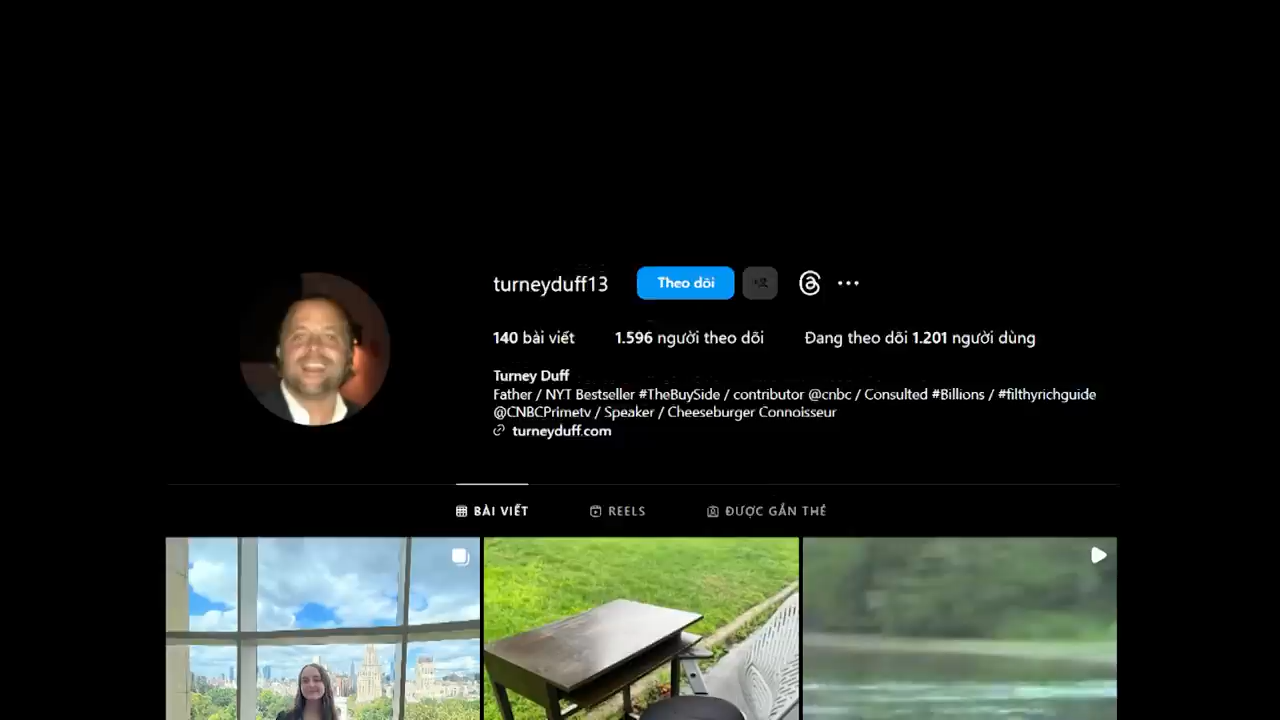 turneyduff13 Theo dõi
140 bài viết 1.596 người theo dõi Đang theo dõi 1.201 người dùng
Turney Duff
Father / NYT Bestseller #TheBuySide / contributor @cnbc / Consulted #Billions / #filthyrichguide
@CNBCPrimetv / Speaker / Cheeseburger Connoisseur
turneyduff.com
BÀI VIẾT REELS ĐƯỢC GẮN THẺ